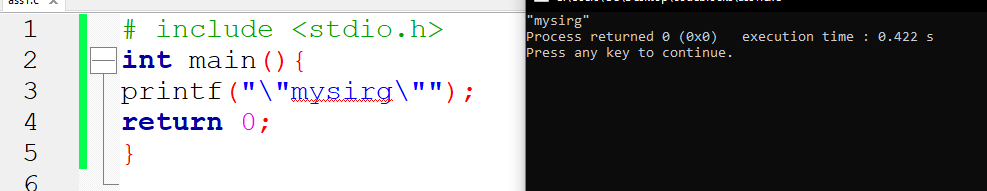 ass1.c
1 # include <stdio.h>
2 int main(){
3 printf("\"mysirg\"");
4 return 0;
5 }
6
"mysirg"
Process returned 0 (0x0)   execution time : 0.422 s
Press any key to continue.